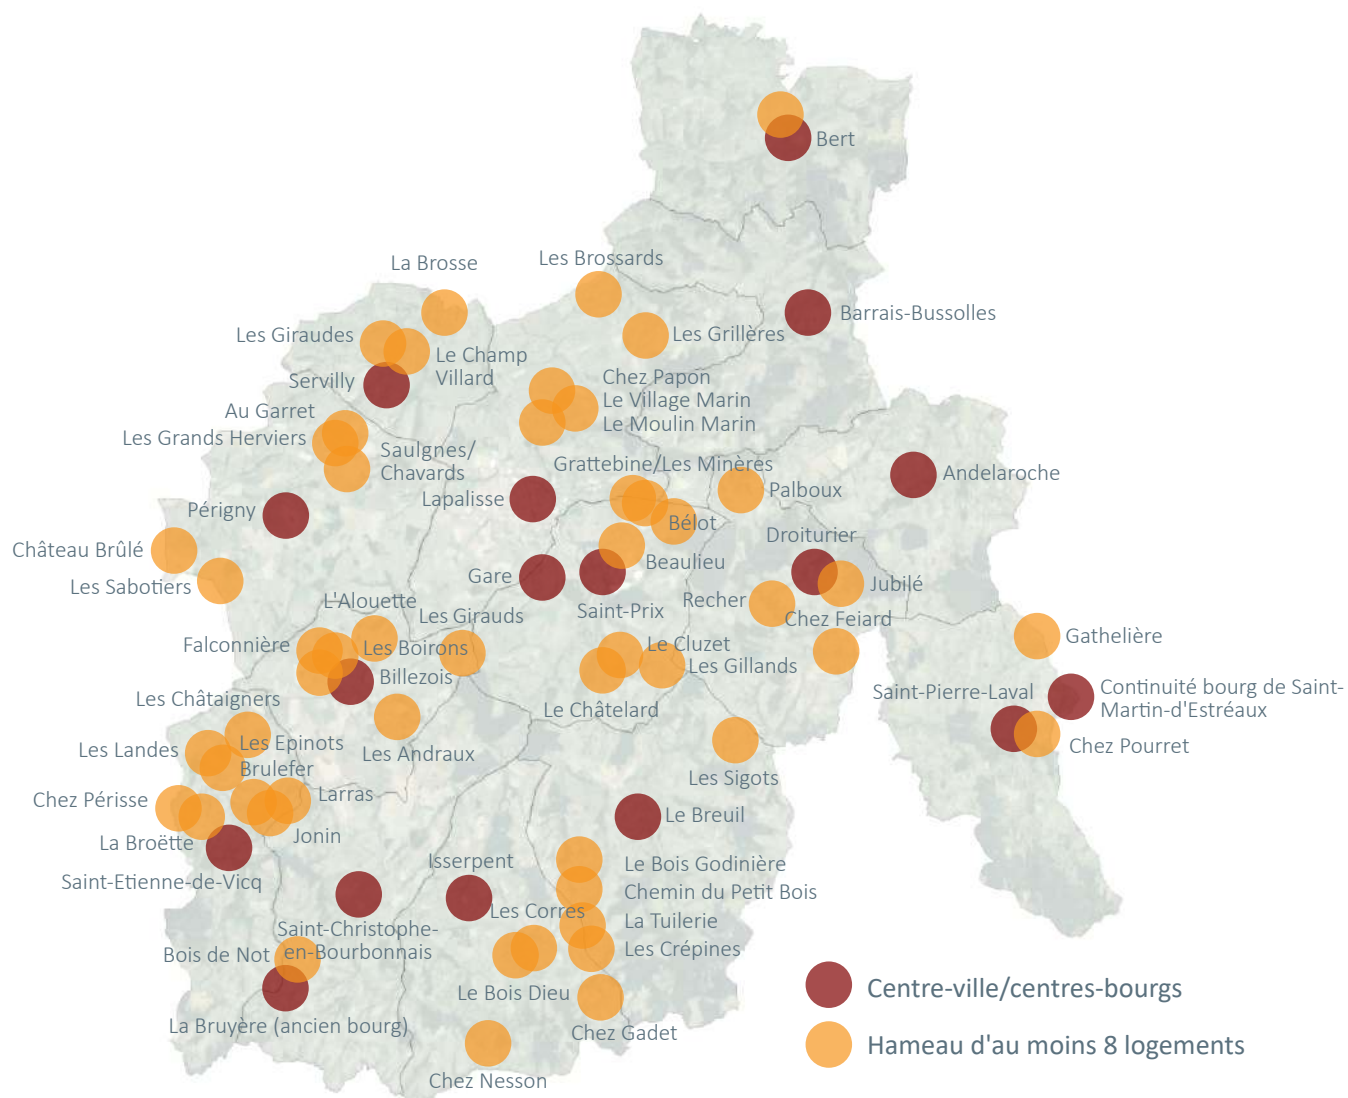 Bert
Les Brossards
La Brosse
Barrais-Bussolles
Les Giraudes
Les Grillères
Le Champ
Villard
Servilly
Chez Papon
Le Village Marin
Le Moulin Marin
Au Garret
Les Grands Herviers
Saulgnes/
Chavards
Grattebine/Les Minères
Andelaroche
Palboux
Lapalisse
Périgny
Bélot
Droiturier
Château Brûlé
Beaulieu
Gare
Jubilé
Les Sabotiers
L'Alouette
Recher
Saint-Prix
Les Girauds
Chez Feiard
Gathelière
Falconnière
Les Boirons
Le Cluzet
Les Gillands
Billezois
Continuité bourg de Saint-
Martin-d'Estréaux
Saint-Pierre-Laval
Les Châtaigners
Le Châtelard
Les Landes
Les Epinots
Les Andraux
Chez Pourret
Brulefer
Les Sigots
Larras
Chez Périsse
Le Breuil
Jonin
La Broëtte
Isserpent
Le Bois Godinière
Saint-Etienne-de-Vicq
Chemin du Petit Bois
Les Corres
La Tuilerie
Saint-Christophe-
en-Bourbonnais
Les Crépines
Bois de Not
Le Bois Dieu
La Bruyère (ancien bourg)
Chez Gadet
Chez Nesson
Centre-ville/centres-bourgs
Hameau d'au moins 8 logements